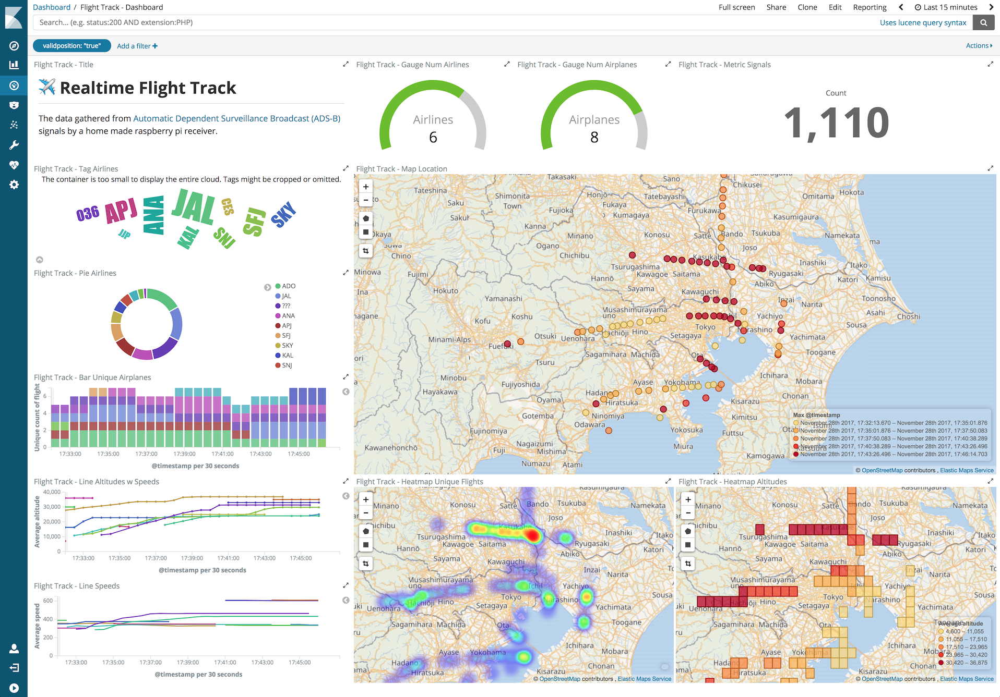 Dashboard / Flight Track - Dashboard
Full screen Share Clone Edit Reporting Last 15 minutes
Search... (e.g. status:200 AND extension:PHP)
Uses lucene query syntax
validposition: "true" Add a filter +
Actions
Flight Track - Title
Realtime Flight Track
The data gathered from Automatic Dependent Surveillance Broadcast (ADS-B)
signals by a home made raspberry pi receiver.
Flight Track - Gauge Num Airlines
Airlines
6
Flight Track - Gauge Num Airplanes
Airplanes
8
Flight Track - Metric Signals
Count
1,110
Flight Track - Tag Airlines
The container is too small to display the entire cloud. Tags might be cropped or omitted.
036 APJ ANA JAL CES SFJ SKY
JJP KAL SNJ
Flight Track - Pie Airlines
ADO
JAL
???
ANA
APJ
SFJ
SKY
KAL
SNJ
Flight Track - Bar Unique Airplanes
Unique count of flight
6
4
2
0
17:33:00 17:35:00 17:37:00 17:39:00 17:41:00 17:43:00 17:45:00
@timestamp per 30 seconds
Flight Track - Line Altitudes w Speeds
Average altitude
40,000
30,000
20,000
10,000
0
17:33:00 17:35:00 17:37:00 17:39:00 17:41:00 17:43:00 17:45:00
@timestamp per 30 seconds
Flight Track - Line Speeds
Average speed
600
400
200
0
17:33:00 17:35:00 17:37:00 17:39:00 17:41:00 17:43:00 17:45:00
@timestamp per 30 seconds
Flight Track - Map Location
+
−
Takasaki Sano
Chikusei
Tateshina Shimonita Honjo Tatebayashi Omitama Hokota
Saku Town Fukaya
Fujioka Kumagaya Furukawa Kasumigaura
Kanna
Minano Konosu Satte Bando Tsukuba Namekata
Ogano Joso
Chino Chichibu Kasukabe Inashiki Itako
Minowa Fujimi Tsurugashima Kawagoe Saitama Ryugasaki
Hannō Katori Kamisu
Ina Hokuto Sayama Kawaguchi Abiko
Yamanashi Inzai Narita Toonosho
Musashimurayama
uno Asahi Choshi
Kofu Koshu Yachiyo Sousa
Tokyo Narashino
Minami-Alps Otsuki Uenohara Hachiōji Hino Setagaya Yachimata
Fuefuki
Tsuru Sagamihara Machida Ota Toogane
Minobu Ichihara
Hayakawa Fujiyoshida Ayase Yokohama Mobara
Hadano Chonan
Oyama Hiratsuka Kisarazu
Gotemba Ninomiya Kimitsu
Odawara
Fujinomiya Yokosuka Futtsu
Kawanehonchō Nagaizumi
Fuji Mishima Miura Kamogawa
Numazu Atami
Max @timestamp
November 28th 2017, 17:32:13.670 – November 28th 2017, 17:35:01.876
November 28th 2017, 17:35:01.876 – November 28th 2017, 17:37:50.083
November 28th 2017, 17:37:50.083 – November 28th 2017, 17:40:38.289
November 28th 2017, 17:40:38.289 – November 28th 2017, 17:43:26.496
November 28th 2017, 17:43:26.496 – November 28th 2017, 17:46:14.703
© OpenStreetMap contributors , Elastic Maps Service
Flight Track - Heatmap Unique Flights
+
−
Kasumigaura
Minano Konosu Satte Bando Tsukuba Namekata
Joso
Chichibu Kasukabe Inashiki
Tsurugashima Itako
Kawagoe Saitama Ryugasaki
Hannō Abiko Katori
Sayama Kawaguchi
Inzai Narita
Musashimurayama
uno Yachiyo
Tokyo Narashino Sousa
Uenohara Hachiōji Hino Setagaya Yachimata
Sagamihara Machida Ota Toogane
Ichihara
Ayase Yokohama Mobara
Hadano Chonan
Hiratsuka Kisarazu
© OpenStreetMap contributors , Elastic Maps Service
Flight Track - Heatmap Altitudes
+
−
Kasumigaura
Minano Konosu Satte Bando Tsukuba Namekata
Joso
Kasukabe Inashiki
Tsurugashima Itako
Kawagoe Saitama Ryugasaki
Hannō Abiko Katori
Sayama Kawaguchi
Inzai Narita
Musashimurayama
uno Yachiyo
Tokyo Narashino Sousa
Uenohara Hachiōji Hino Setagaya Yachimata
Sagamihara Machida Ota Toogane
Ichihara
Ayase Yokohama Mobara
Hadano Chonan
Hiratsuka Kisarazu
Average altitude
4,600 – 11,055
11,055 – 17,510
17,510 – 23,965
23,965 – 30,420
30,420 – 36,875
© OpenStreetMap contributors , Elastic Maps Service